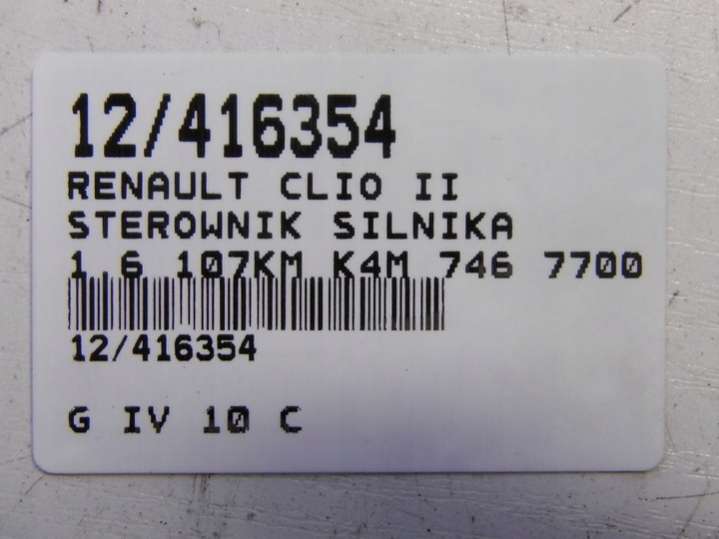 12/416354
RENAULT CLIO II
STEROWNIK SILNIKA
1.6 107KM K4M 746 7700
12/416354
G IV 10 C